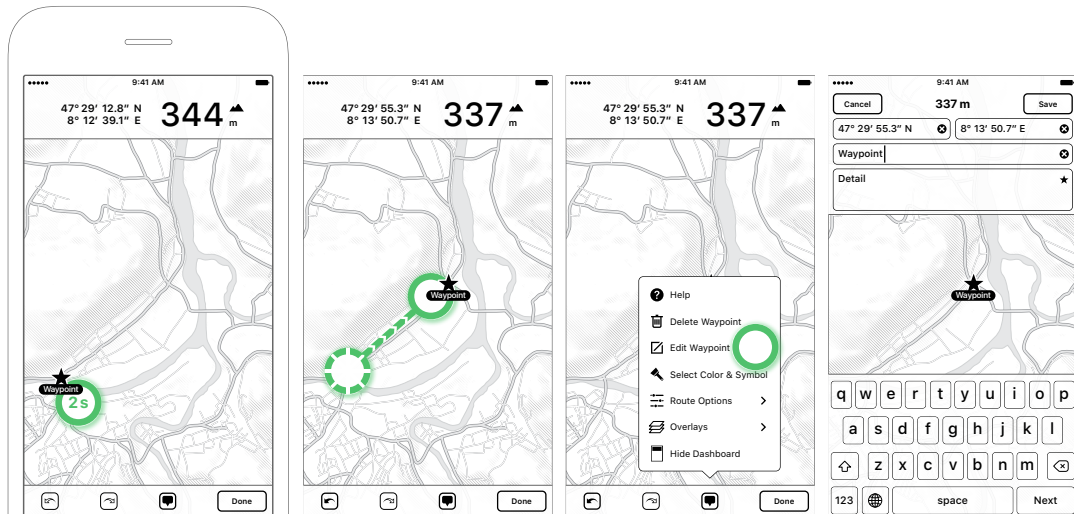 9:41 AM
47° 29′ 12.8″ N
8° 12′ 39.1″ E
344 m
Waypoint
2 s
Done
9:41 AM
47° 29′ 55.3″ N
8° 13′ 50.7″ E
337 m
Waypoint
Done
9:41 AM
47° 29′ 55.3″ N
8° 13′ 50.7″ E
337 m
Help
Delete Waypoint
Edit Waypoint
Select Color & Symbol
Route Options
Overlays
Hide Dashboard
Done
9:41 AM
Cancel 337 m Save
47° 29′ 55.3″ N 8° 13′ 50.7″ E
Waypoint
Detail
Waypoint
q w e r t y u i o p
a s d f g h j k l
z x c v b n m
123 space Next